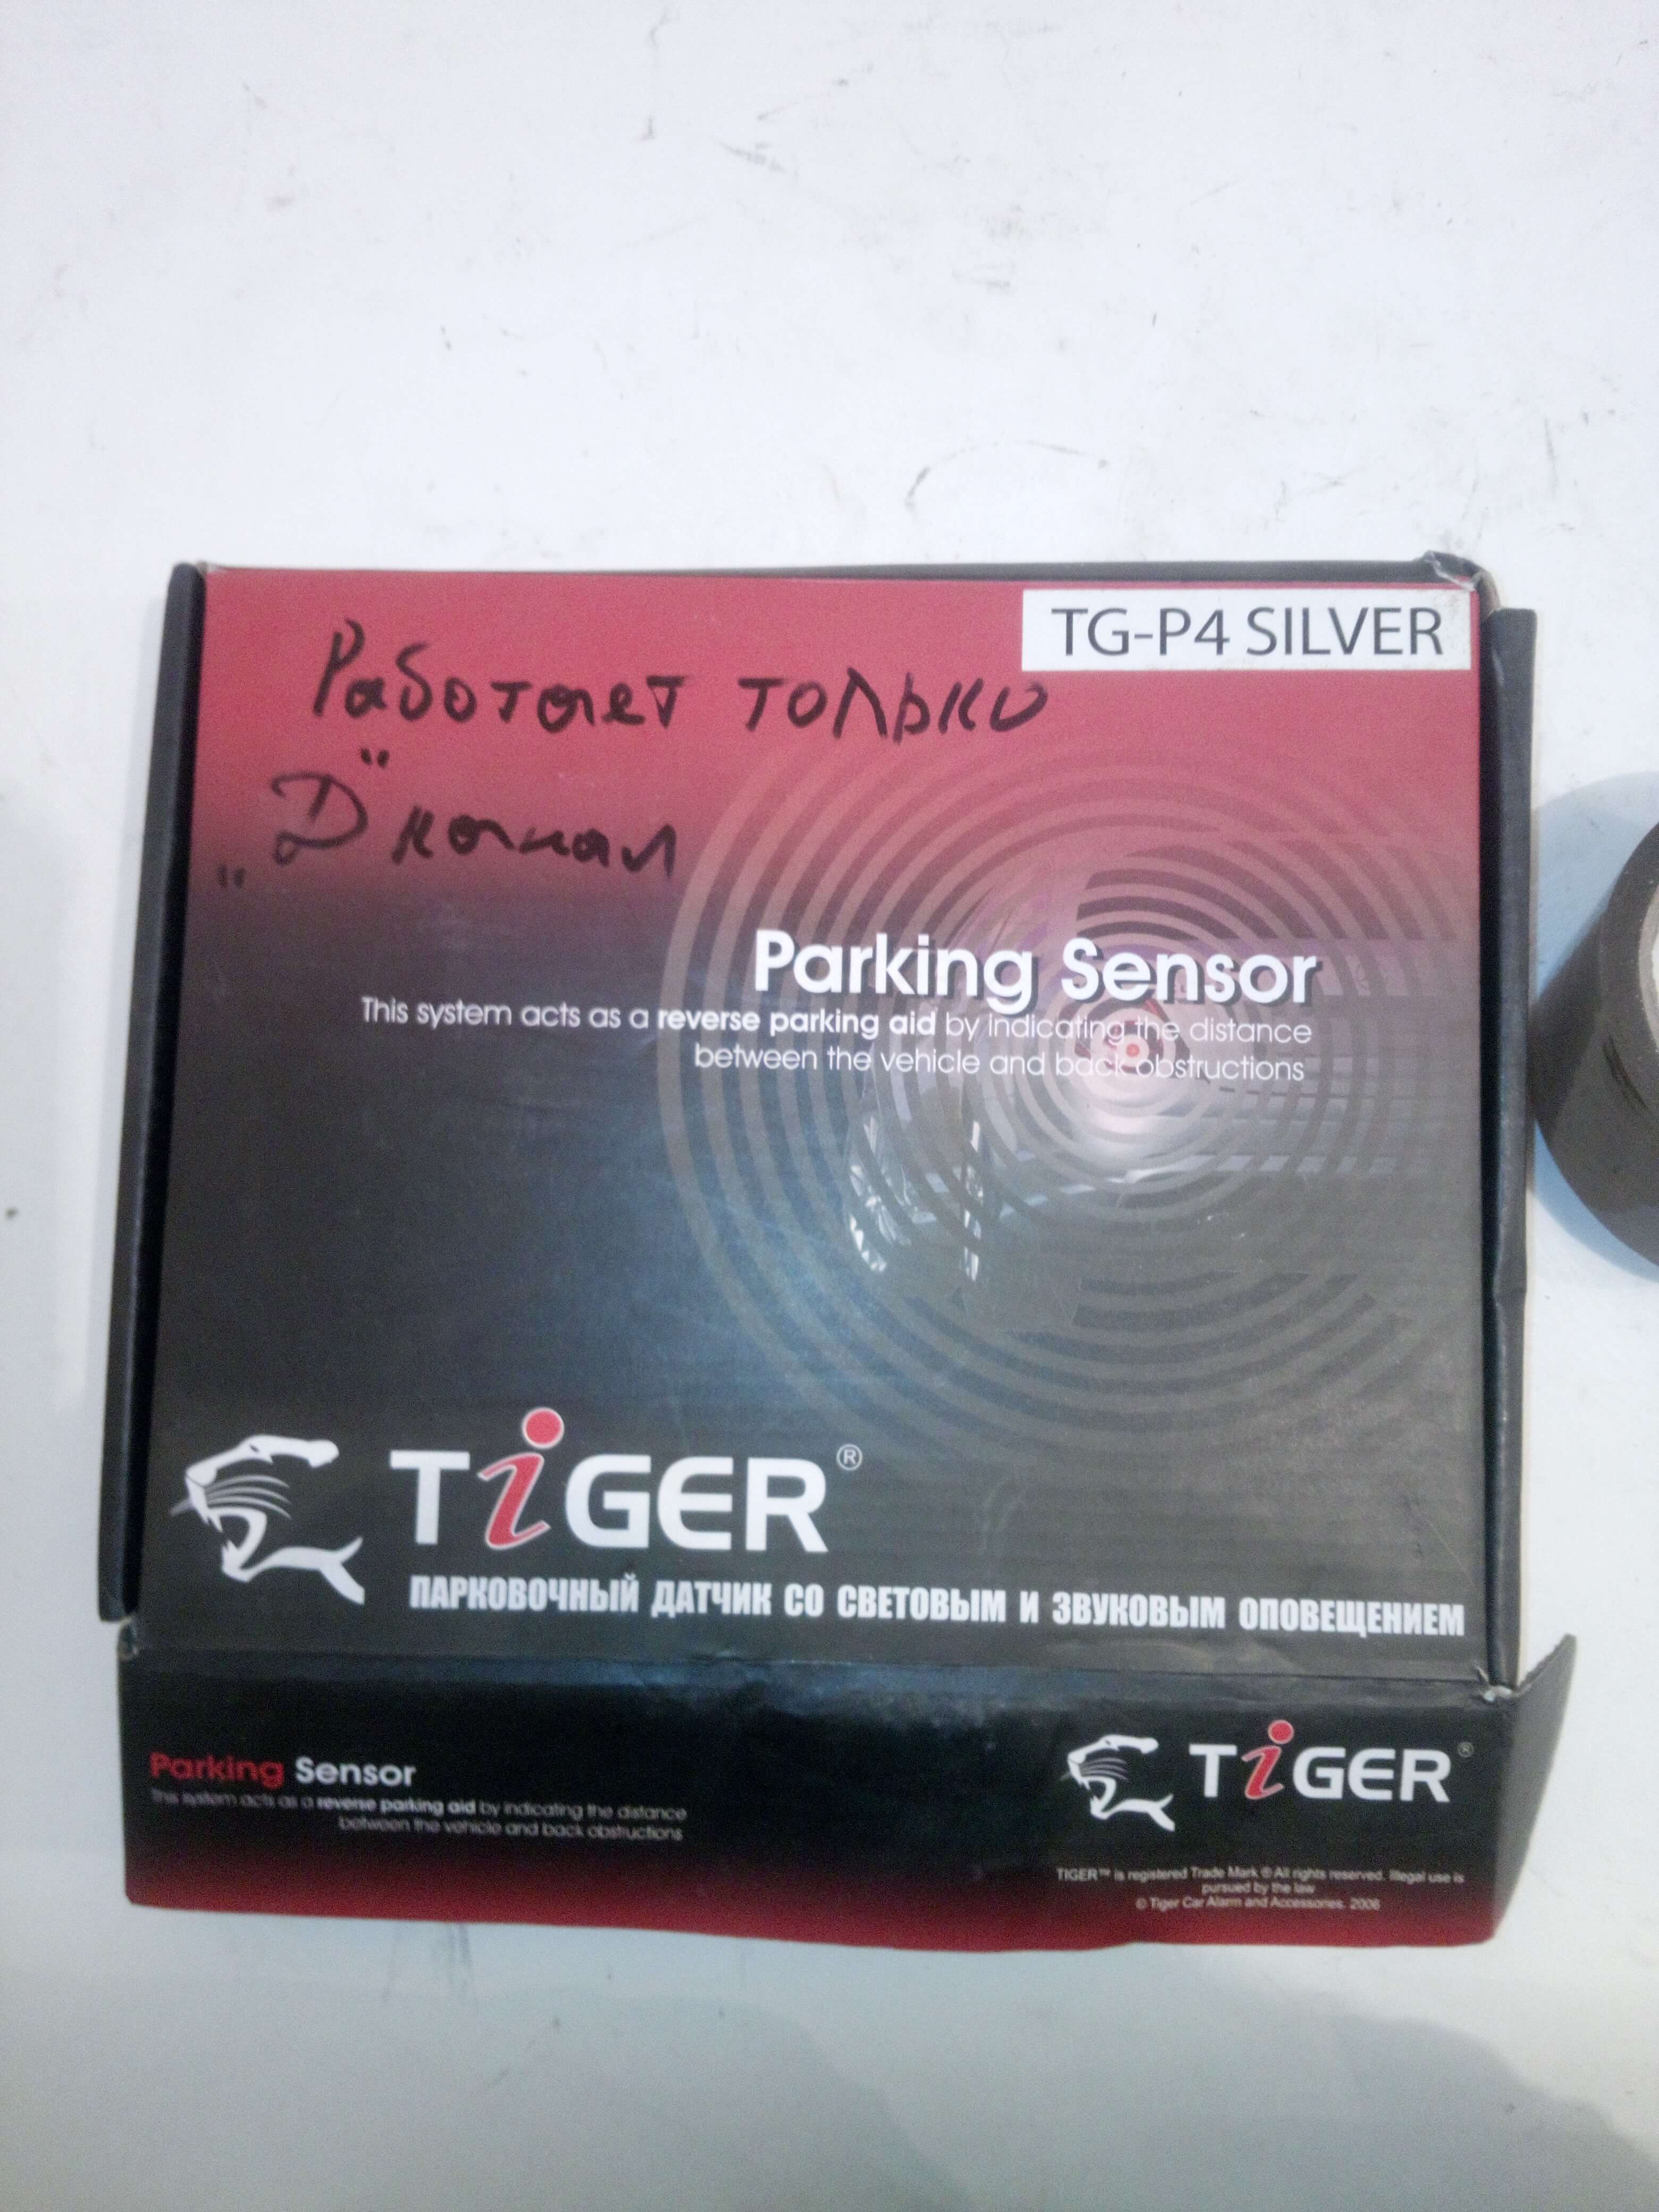 TG-P4 SILVER
Работает только
„D" канал
Parking Sensor
This system acts as a reverse parking aid by indicating the distance
between the vehicle and back obstructions
TiGER®
ПАРКОВОЧНЫЙ ДАТЧИК СО СВЕТОВЫМ И ЗВУКОВЫМ ОПОВЕЩЕНИЕМ
Parking Sensor
This system acts as a reverse parking aid by indicating the distance
between the vehicle and back obstructions
TiGER®
TIGER™ is registered Trade Mark ® All rights reserved. Illegal use is
pursued by the law
© Tiger Car Alarm and Accessories. 2006